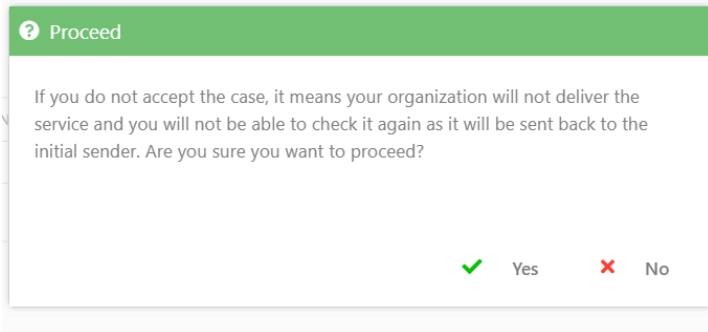 Proceed
If you do not accept the case, it means your organization will not deliver the
service and you will not be able to check it again as it will be sent back to the
initial sender. Are you sure you want to proceed?
Yes No